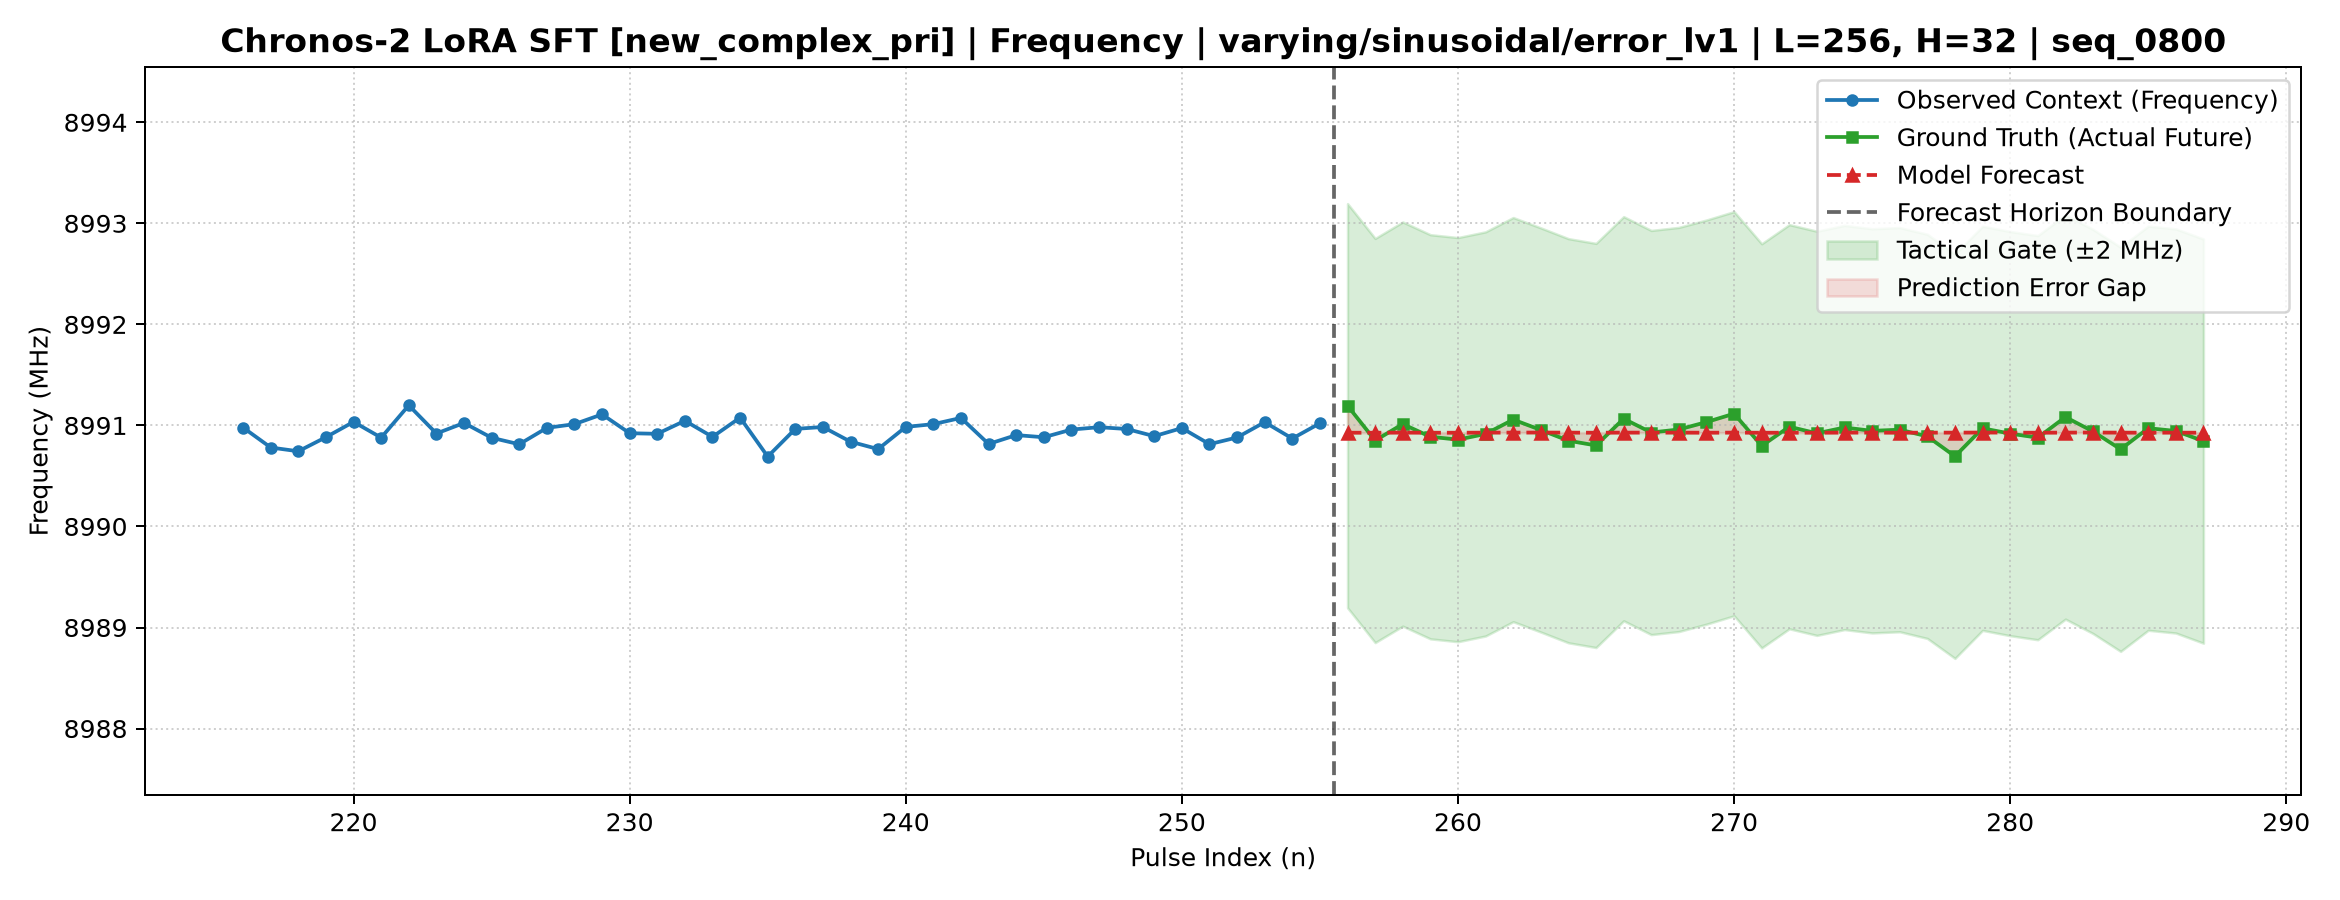 Chronos-2 LoRA SFT [new_complex_pri] | Frequency | varying/sinusoidal/error_lv1 | L=256, H=32 | seq_0800
Observed Context (Frequency)
Ground Truth (Actual Future)
Model Forecast
Forecast Horizon Boundary
Tactical Gate (±2 MHz)
Prediction Error Gap
Frequency (MHz)
8994
8993
8992
8991
8990
8989
8988
220
230
240
250
260
270
280
290
Pulse Index (n)